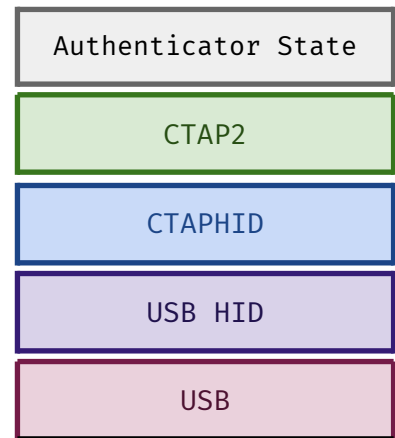 Authenticator State
CTAP2
CTAPHID
USB HID
USB